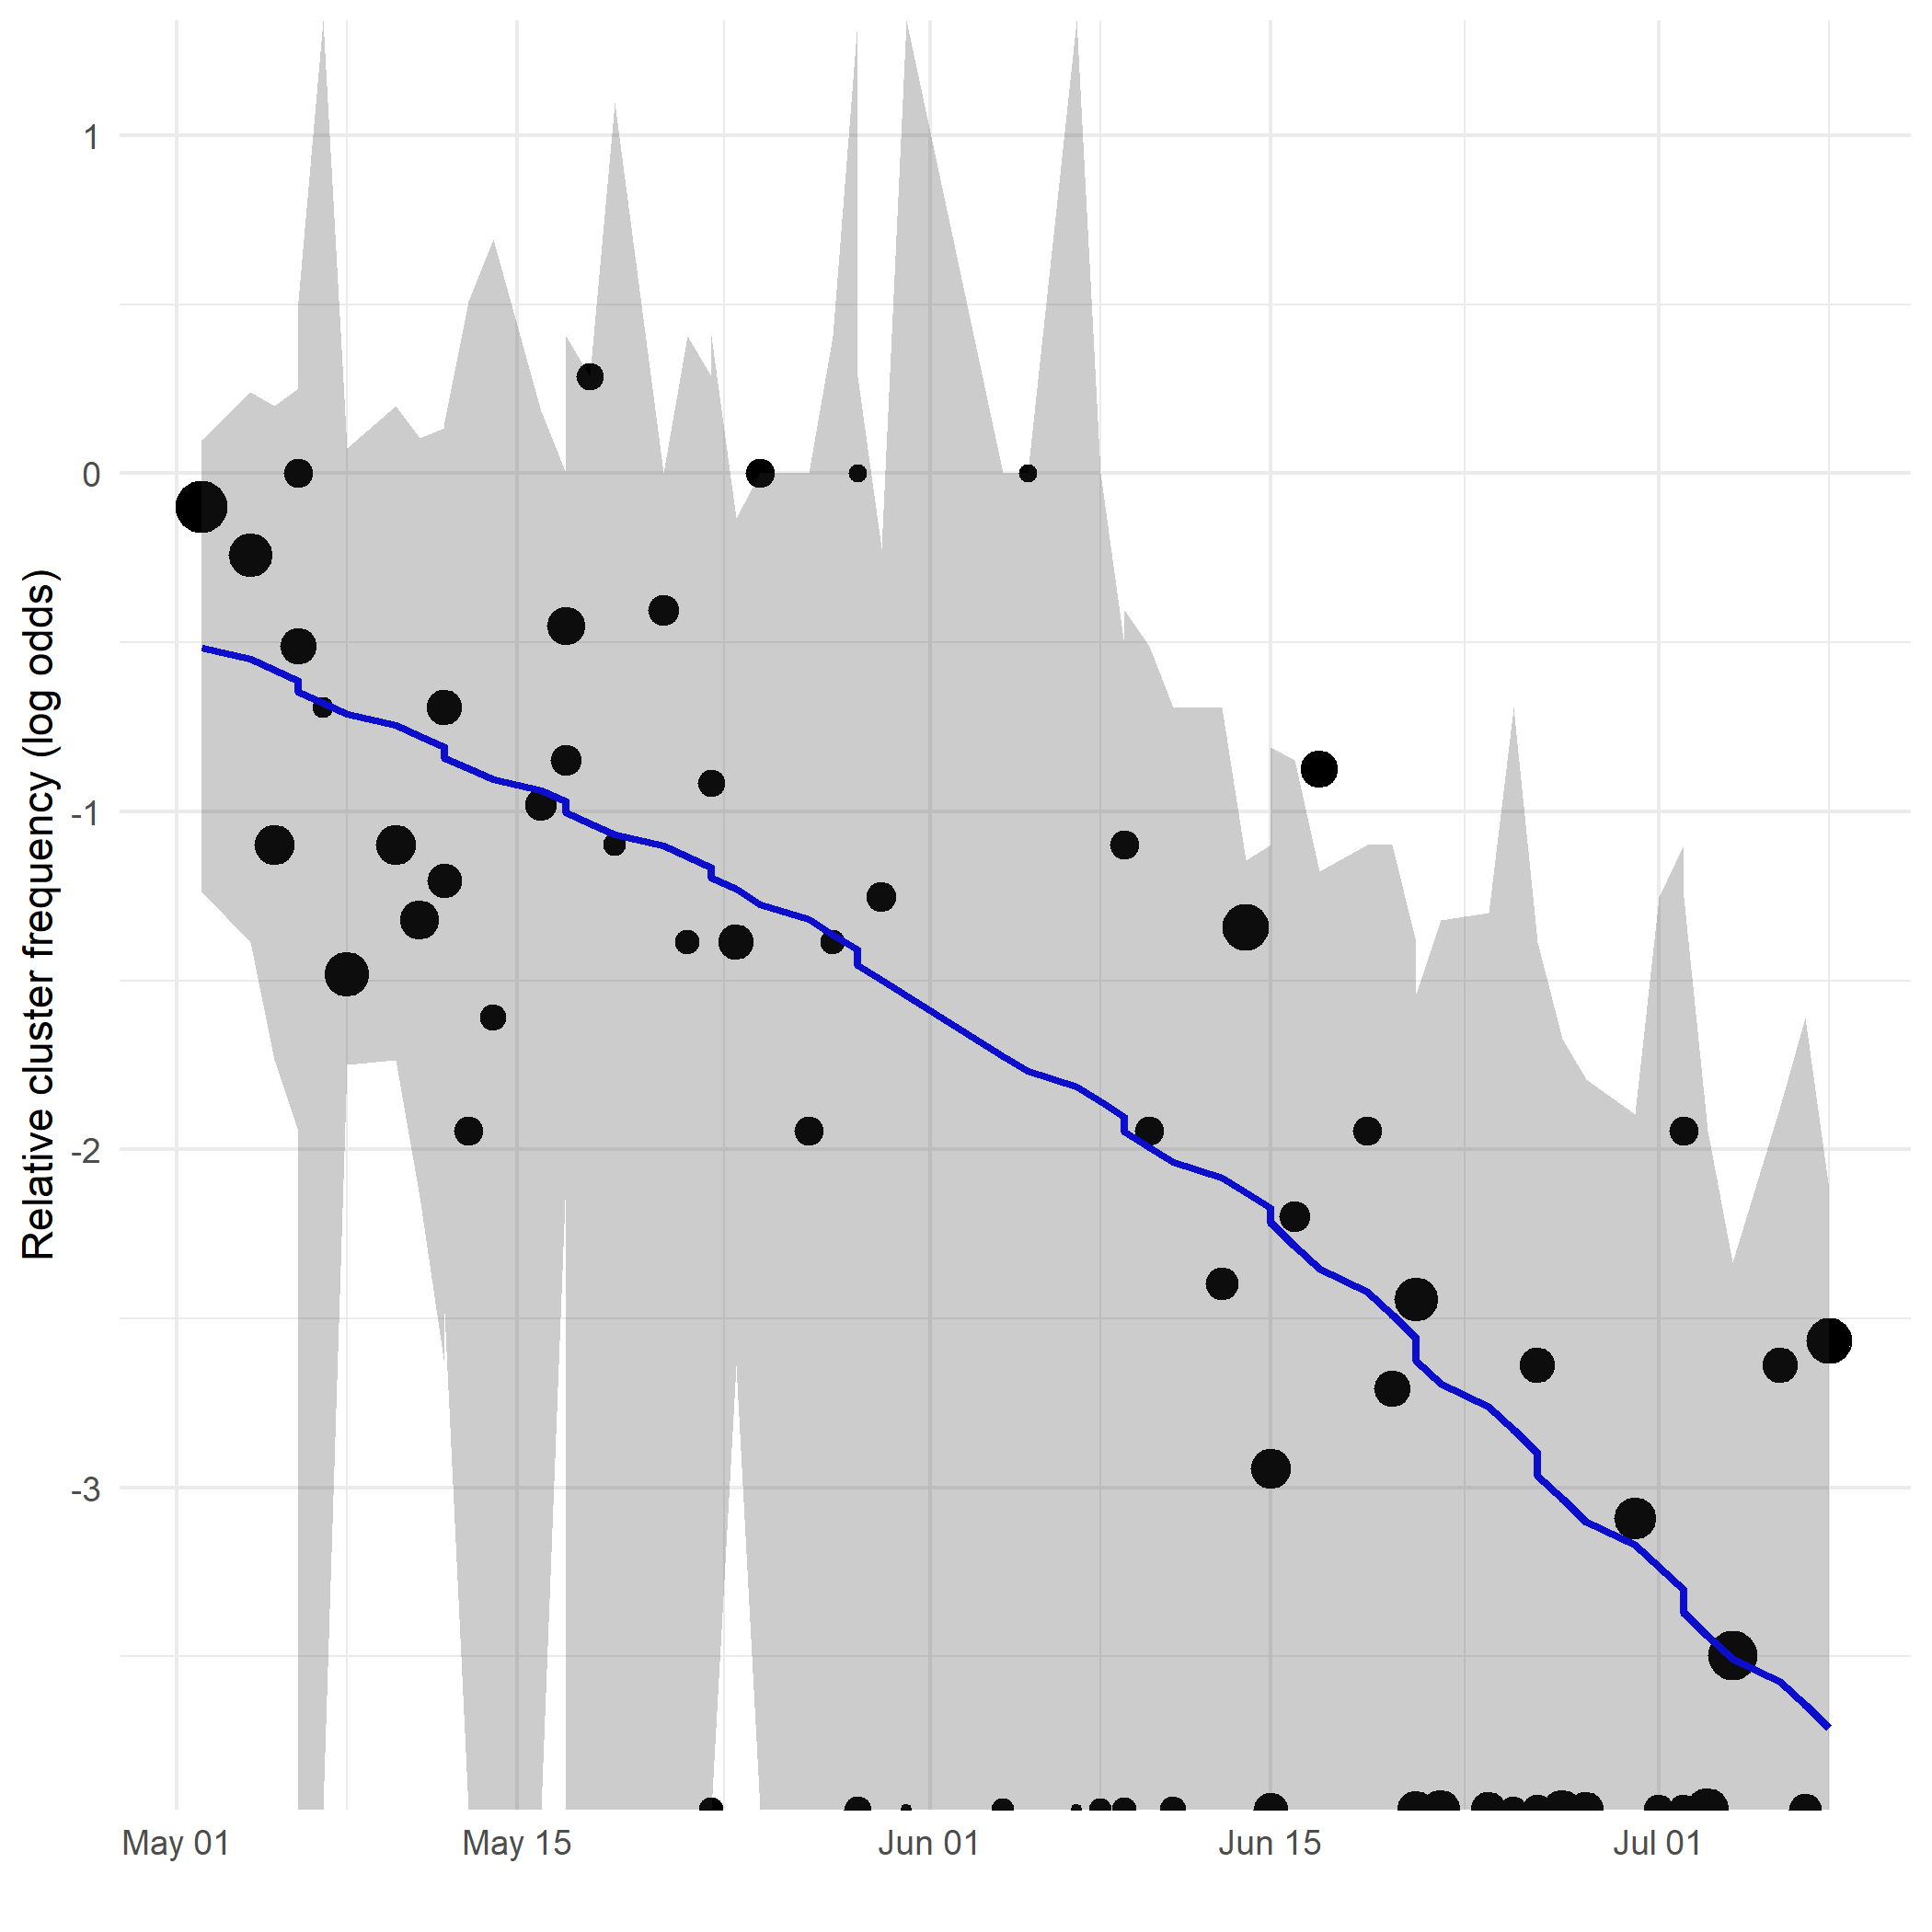 Relative cluster frequency (log odds)
1
0
-1
-2
-3
May 01
May 15
Jun 01
Jun 15
Jul 01